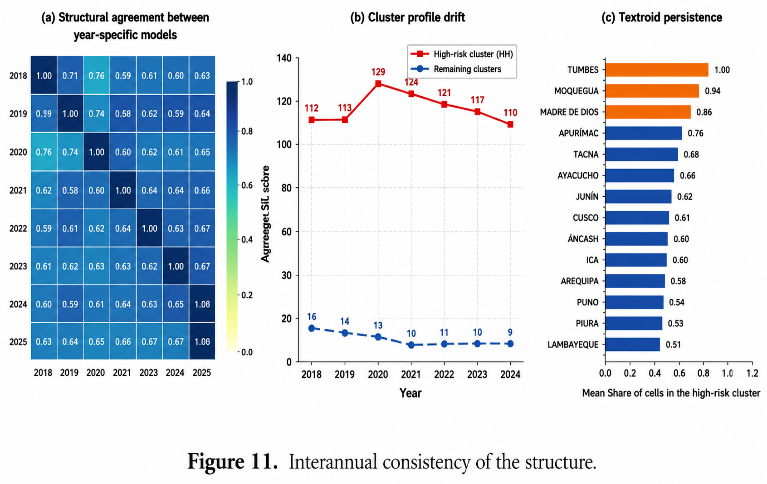 (a) Structural agreement between
year-specific models
2018 1.00 0.71 0.76 0.59 0.61 0.60 0.63
2019 0.39 1.00 0.74 0.58 0.62 0.59 0.64
2020 0.76 0.74 1.00 0.60 0.62 0.61 0.65
2021 0.62 0.58 0.60 1.00 0.64 0.64 0.66
2022 0.59 0.61 0.62 0.64 1.00 0.63 0.67
2023 0.61 0.62 0.63 0.63 0.62 1.00 0.67
2024 0.60 0.59 0.61 0.64 0.63 0.65 1.06
2025 0.63 0.64 0.65 0.66 0.67 0.67 1.06
2018 2019 2020 2021 2023 2024 2025
1.0
0.8
0.6
0.4
0.2
0.0
(b) Cluster profile drift
High-risk cluster (HH)
Remaining clusters
140
120
100
80
60
30
20
0
score
112 113 129 124 121 117 110
16 14 13 10 11 10 9
2018 2019 2020 2021 2022 2023 2024
Year
(c) Textroid persistence
TUMBES 1.00
MOQUEGUA 0.94
MADRE DE DIOS 0.86
APURÍMAC 0.76
TACNA 0.68
AYACUCHO 0.66
JUNÍN 0.62
CUSCO 0.61
ÁNCASH 0.60
ICA 0.60
AREQUIPA 0.58
PUNO 0.54
PIURA 0.53
LAMBAYEQUE 0.51
0.0 0.2 0.4 0.6 0.8 1.0 1.2
Mean Share of cells in the high-risk cluster
Figure 11. Interannual consistency of the structure.